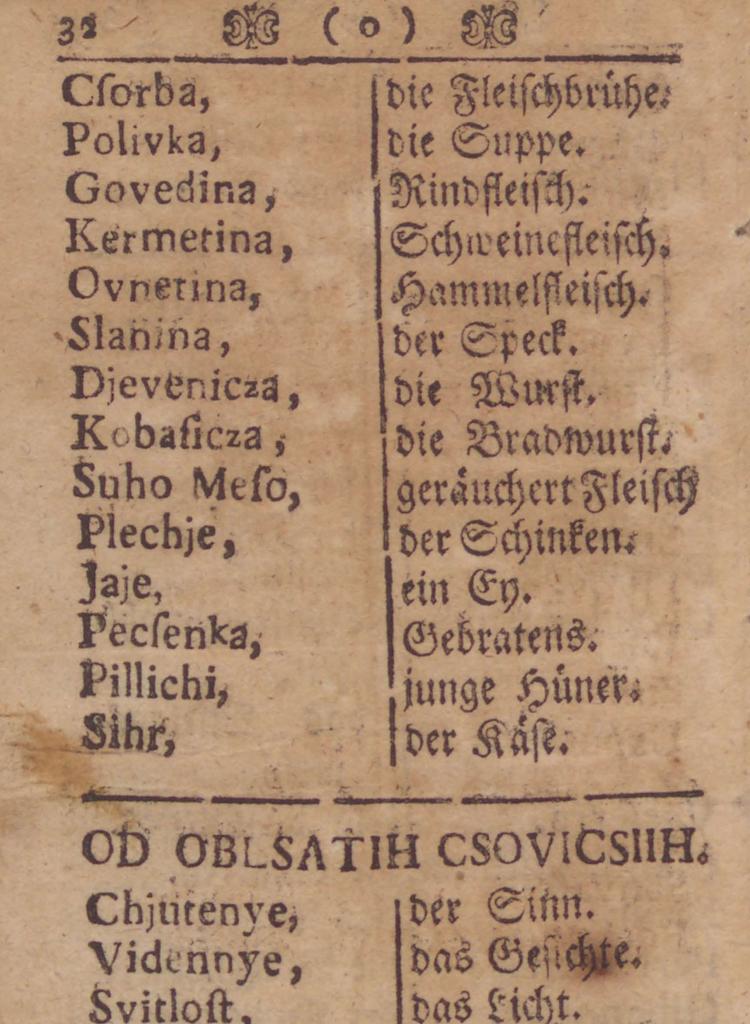 32 ( o )
Cſorba, die Fleiſchbrühe.
Polivka, die Suppe.
Govedina, Rindfleiſch.
Kermetina, Schweinefleiſch.
Ovnetina, Hammelfleiſch.
Slanina, der Speck.
Djevenicza, die Wurſt.
Kobaſicza, die Bradwurſt.
Suho Meſo, geräuchert Fleiſch
Plechje, der Schinken.
Jaje, ein Ey.
Pecſenka, Gebratens.
Pillichi, junge Hüner.
Sihr, der Käſe.
OD OBLSATIH CSOVICSIIH.
Chjutenye, der Sinn.
Vidennye, das Geſichte.
Svitloſt, das Licht.